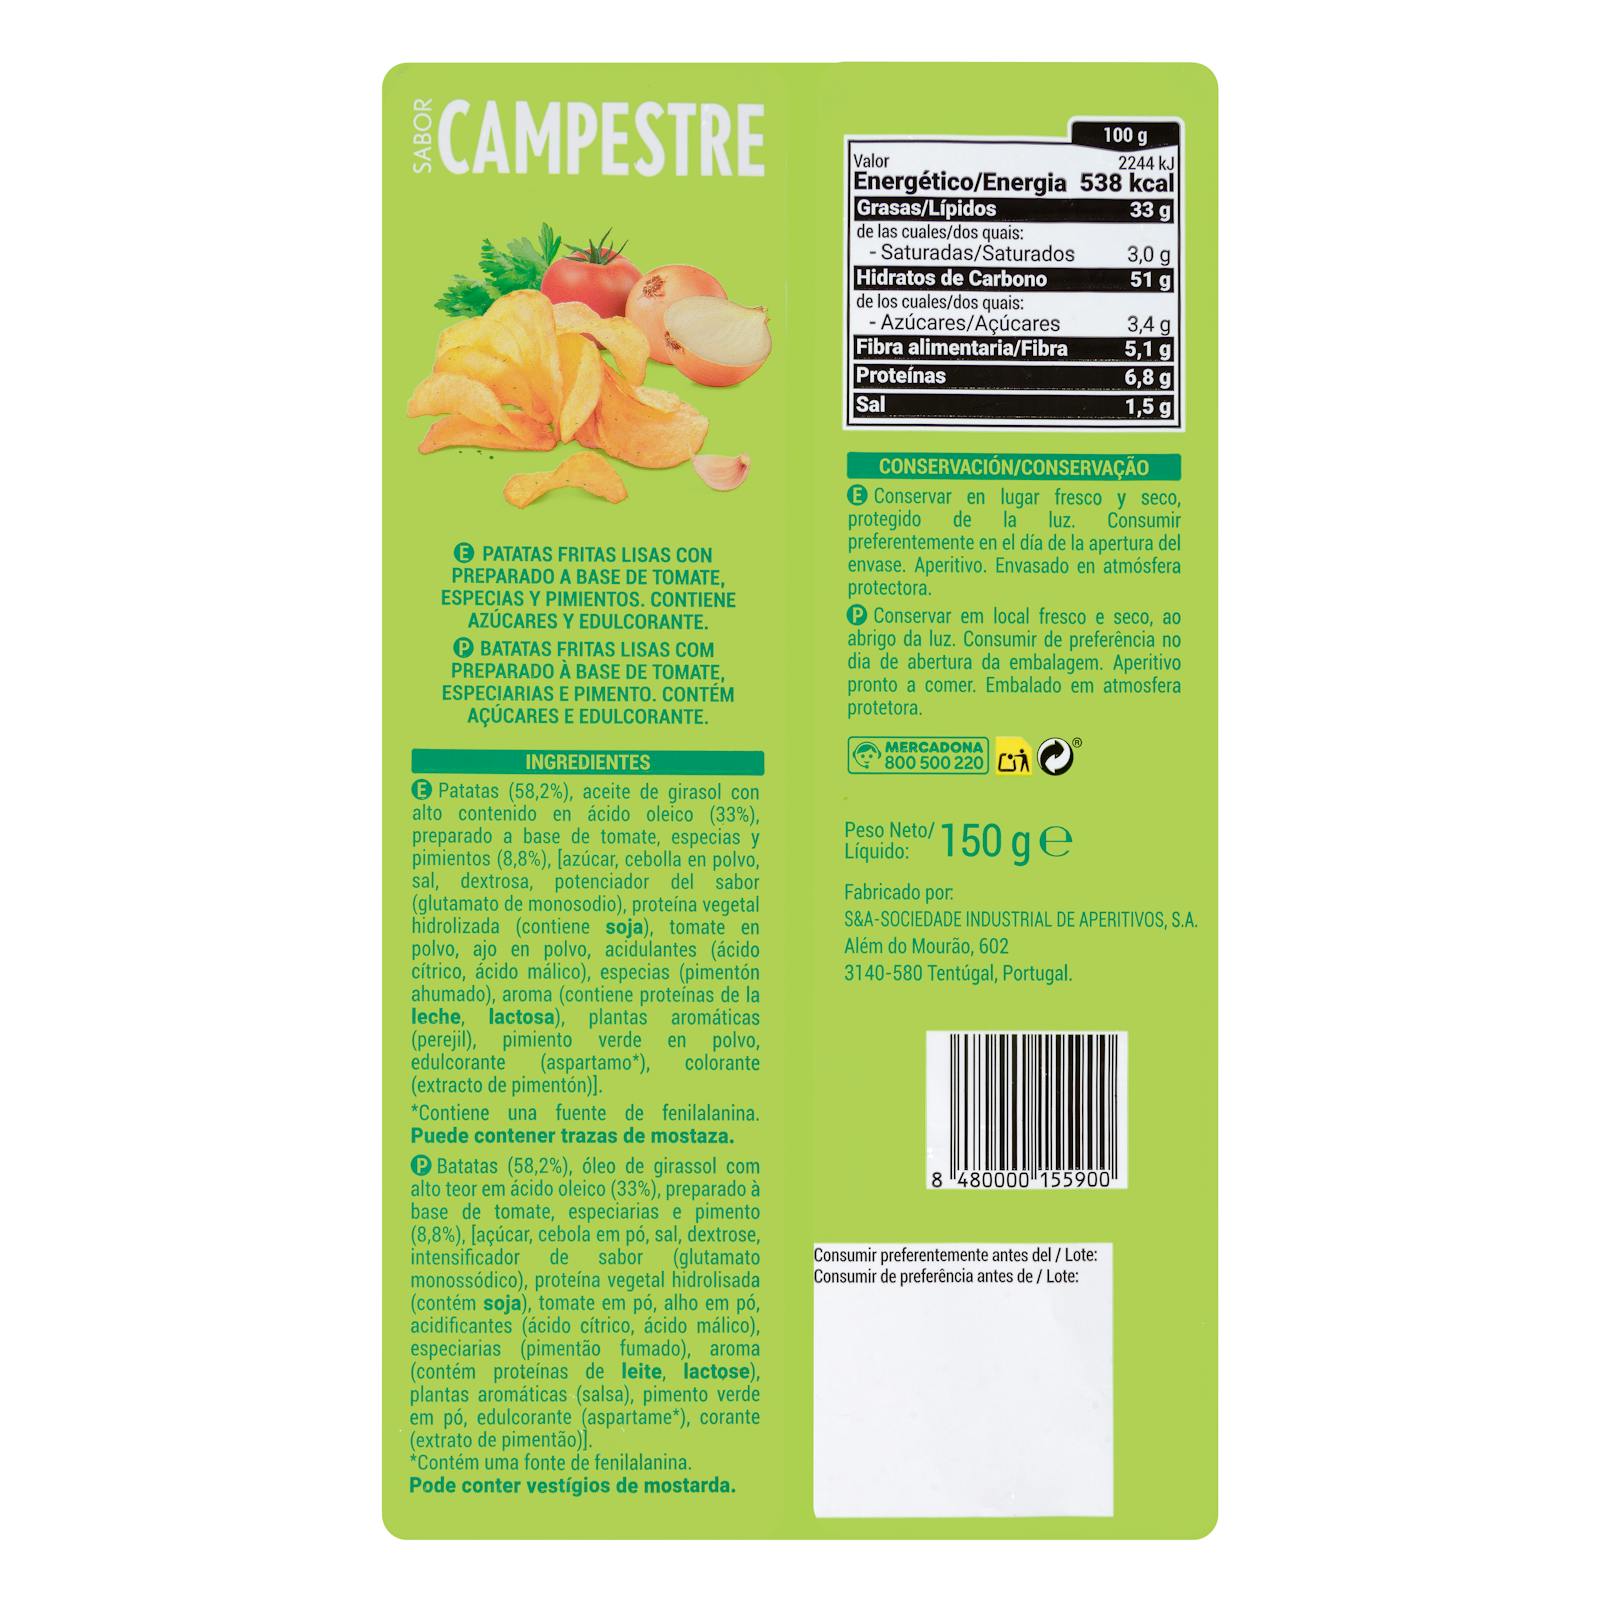 SABOR
CAMPESTRE
E PATATAS FRITAS LISAS CON
PREPARADO A BASE DE TOMATE,
ESPECIAS Y PIMIENTOS. CONTIENE
AZÚCARES Y EDULCORANTE.
P BATATAS FRITAS LISAS COM
PREPARADO À BASE DE TOMATE,
ESPECIARIAS E PIMENTO. CONTÉM
AÇÚCARES E EDULCORANTE.
INGREDIENTES
E Patatas (58,2%), aceite de girasol con
alto contenido en ácido oleico (33%),
preparado a base de tomate, especias y
pimientos (8,8%), [azúcar, cebolla en polvo,
sal, dextrosa, potenciador del sabor
(glutamato de monosodio), proteína vegetal
hidrolizada (contiene soja), tomate en
polvo, ajo en polvo, acidulantes (ácido
cítrico, ácido málico), especias (pimentón
ahumado), aroma (contiene proteínas de la
leche, lactosa), plantas aromáticas
(perejil), pimiento verde en polvo,
edulcorante (aspartamo*), colorante
(extracto de pimentón)].
*Contiene una fuente de fenilalanina.
Puede contener trazas de mostaza.
P Batatas (58,2%), óleo de girassol com
alto teor em ácido oleico (33%), preparado à
base de tomate, especiarias e pimento
(8,8%), [açúcar, cebola em pó, sal, dextrose,
intensificador de sabor (glutamato
monossódico), proteína vegetal hidrolisada
(contém soja), tomate em pó, alho em pó,
acidificantes (ácido cítrico, ácido málico),
especiarias (pimentão fumado), aroma
(contém proteínas de leite, lactose),
plantas aromáticas (salsa), pimento verde
em pó, edulcorante (aspartame*), corante
(extrato de pimentão)].
*Contém uma fonte de fenilalanina.
Pode conter vestígios de mostarda.
100 g
Valor 2244 kJ
Energético/Energia 538 kcal
Grasas/Lípidos 33 g
de las cuales/dos quais:
- Saturadas/Saturados 3,0 g
Hidratos de Carbono 51 g
de los cuales/dos quais:
- Azúcares/Açúcares 3,4 g
Fibra alimentaria/Fibra 5,1 g
Proteínas 6,8 g
Sal 1,5 g
CONSERVACIÓN/CONSERVAÇÃO
E Conservar en lugar fresco y seco,
protegido de la luz. Consumir
preferentemente en el día de la apertura del
envase. Aperitivo. Envasado en atmósfera
protectora.
P Conservar em local fresco e seco, ao
abrigo da luz. Consumir de preferência no
dia de abertura da embalagem. Aperitivo
pronto a comer. Embalado em atmosfera
protetora.
MERCADONA
800 500 220
®
Peso Neto/
Líquido: 150 g e
Fabricado por:
S&A-SOCIEDADE INDUSTRIAL DE APERITIVOS, S.A.
Além do Mourão, 602
3140-580 Tentúgal, Portugal.
8 480000 155900
Consumir preferentemente antes del / Lote:
Consumir de preferência antes de / Lote: